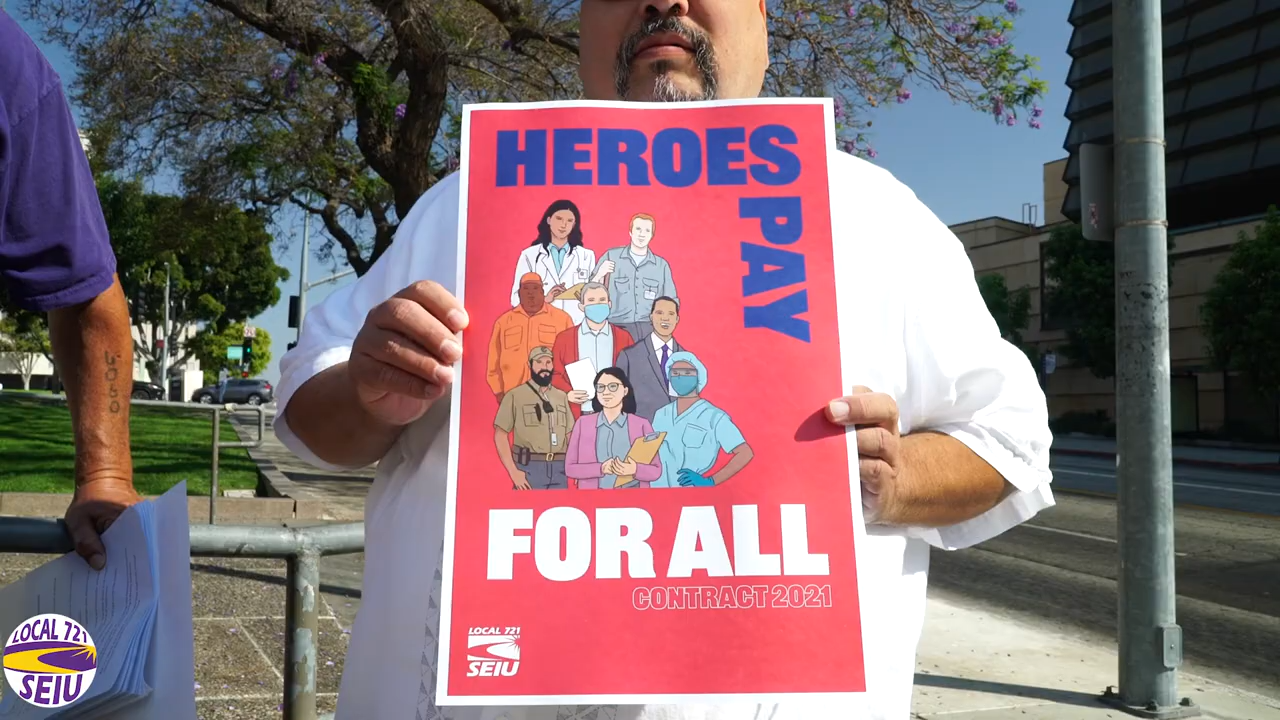 HEROES
PAY
FOR ALL
CONTRACT 2021
LOCAL 721
SEIU
LOCAL 721
SEIU